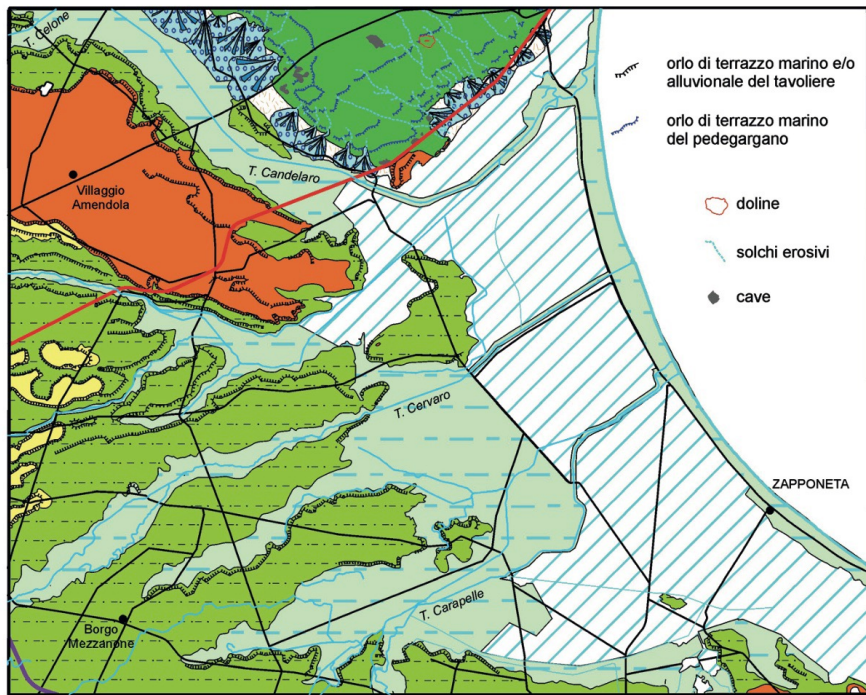 T. Celone
orlo di terrazzo marino e/o
alluvionale del tavoliere
orlo di terrazzo marino
del pedegargano
T. Candelaro
Villaggio
Amendola
doline
solchi erosivi
cave
T. Cervaro
ZAPPONETA
T. Carapelle
Borgo
Mezzanone